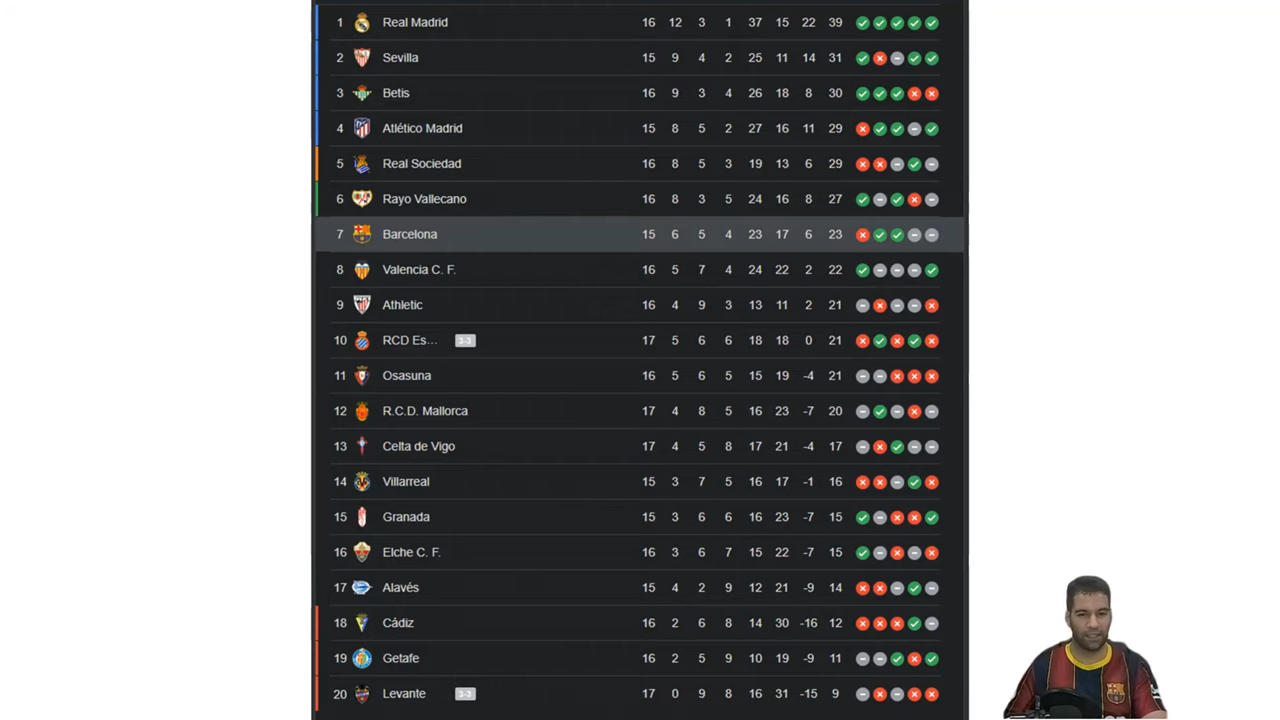 1 Real Madrid 16 12 3 1 37 15 22 39
2 Sevilla 15 9 4 2 25 11 14 31
3 Betis 16 9 3 4 26 18 8 30
4 Atlético Madrid 15 8 5 2 27 16 11 29
5 Real Sociedad 16 8 5 3 19 13 6 29
6 Rayo Vallecano 16 8 3 5 24 16 8 27
7 Barcelona 15 6 5 4 23 17 6 23
8 Valencia C. F. 16 5 7 4 24 22 2 22
9 Athletic 16 4 9 3 13 11 2 21
10 RCD Es... 3-3 17 5 6 6 18 18 0 21
11 Osasuna 16 5 6 5 15 19 -4 21
12 R.C.D. Mallorca 17 4 8 5 16 23 -7 20
13 Celta de Vigo 17 4 5 8 17 21 -4 17
14 Villarreal 15 3 7 5 16 17 -1 16
15 Granada 15 3 6 6 16 23 -7 15
16 Elche C. F. 16 3 6 7 15 22 -7 15
17 Alavés 15 4 2 9 12 21 -9 14
18 Cádiz 16 2 6 8 14 30 -16 12
19 Getafe 16 2 5 9 10 19 -9 11
20 Levante 3-3 17 0 9 8 16 31 -15 9